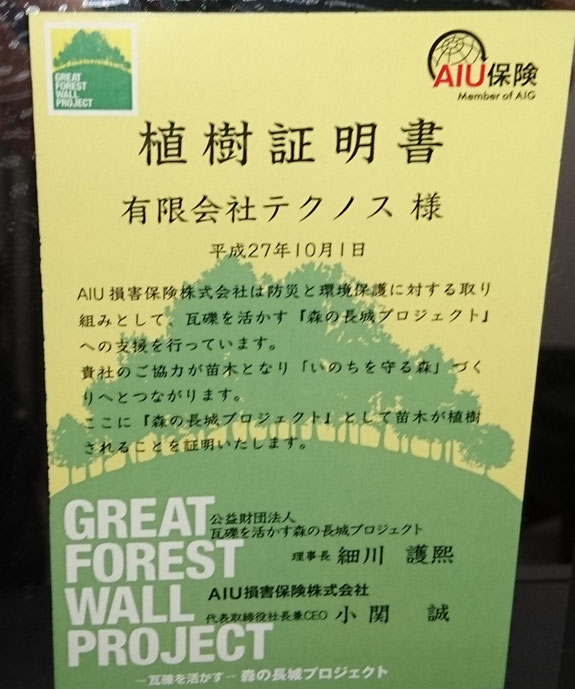 GREAT
FOREST
WALL
PROJECT
AIU保険
Member of AIG
植樹証明書
有限会社テクノス 様
平成27年10月1日
AIU損害保険株式会社は防災と環境保護に対する取り
組みとして、瓦礫を活かす『森の長城プロジェクト』
への支援を行っています。
貴社のご協力が苗木となり「いのちを守る森」づく
りへとつながります。
ここに『森の長城プロジェクト』として苗木が植樹
されることを証明いたします。
GREAT
FOREST
WALL
PROJECT
公益財団法人
瓦礫を活かす森の長城プロジェクト
理事長 細川 護熙
AIU損害保険株式会社
代表取締役社長兼CEO 小関 誠
−瓦礫を活かす− 森の長城プロジェクト